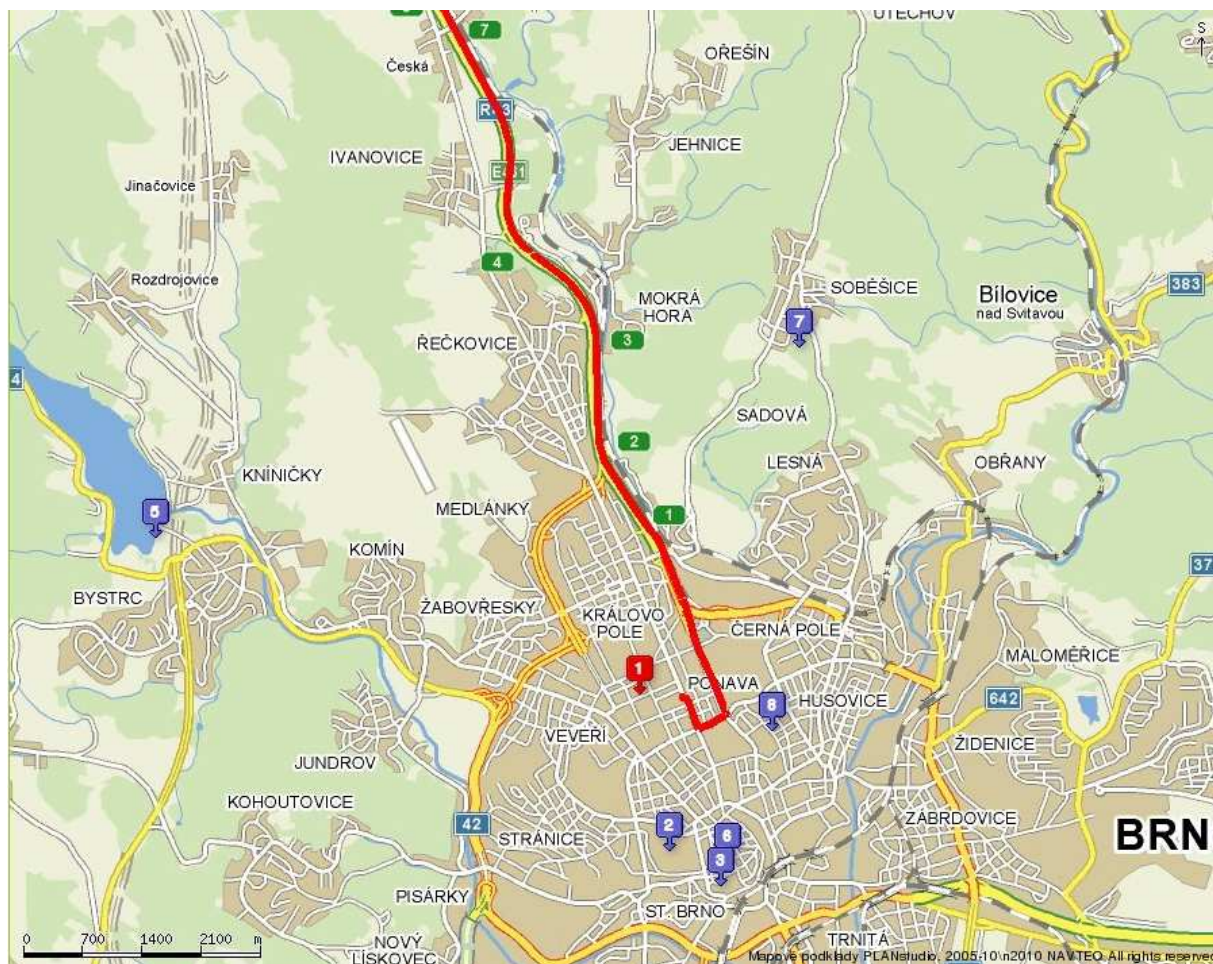 ÚTĚCHOV
S
7
OŘEŠÍN
Česká
R43
JEHNICE
IVANOVICE
Jinačovice
4
Rozdrojovice
SOBĚŠICE
383
MOKRÁ
HORA
Bílovice
nad Svitavou
7
ŘEČKOVICE
3
4
SADOVÁ
2
LESNÁ
OBŘANY
KNÍNIČKY
MEDLÁNKY
5
1
KOMÍN
37
BYSTRC
ŽABOVŘESKY
KRÁLOVO
POLE
ČERNÁ POLE
MALOMĚŘICE
1
PONAVA
HUSOVICE
642
8
VEVEŘÍ
ŽIDENICE
JUNDROV
KOHOUTOVICE
42
STRÁNICE
2
6
ZÁBRDOVICE
BRN
3
PISÁRKY
ST. BRNO
NOVÝ
LÍSKOVEC
TRNITÁ
0 700 1400 2100 m
Mapové podklady PLANstudio, 2005-10\n2010 NAVTEQ All rights reserved